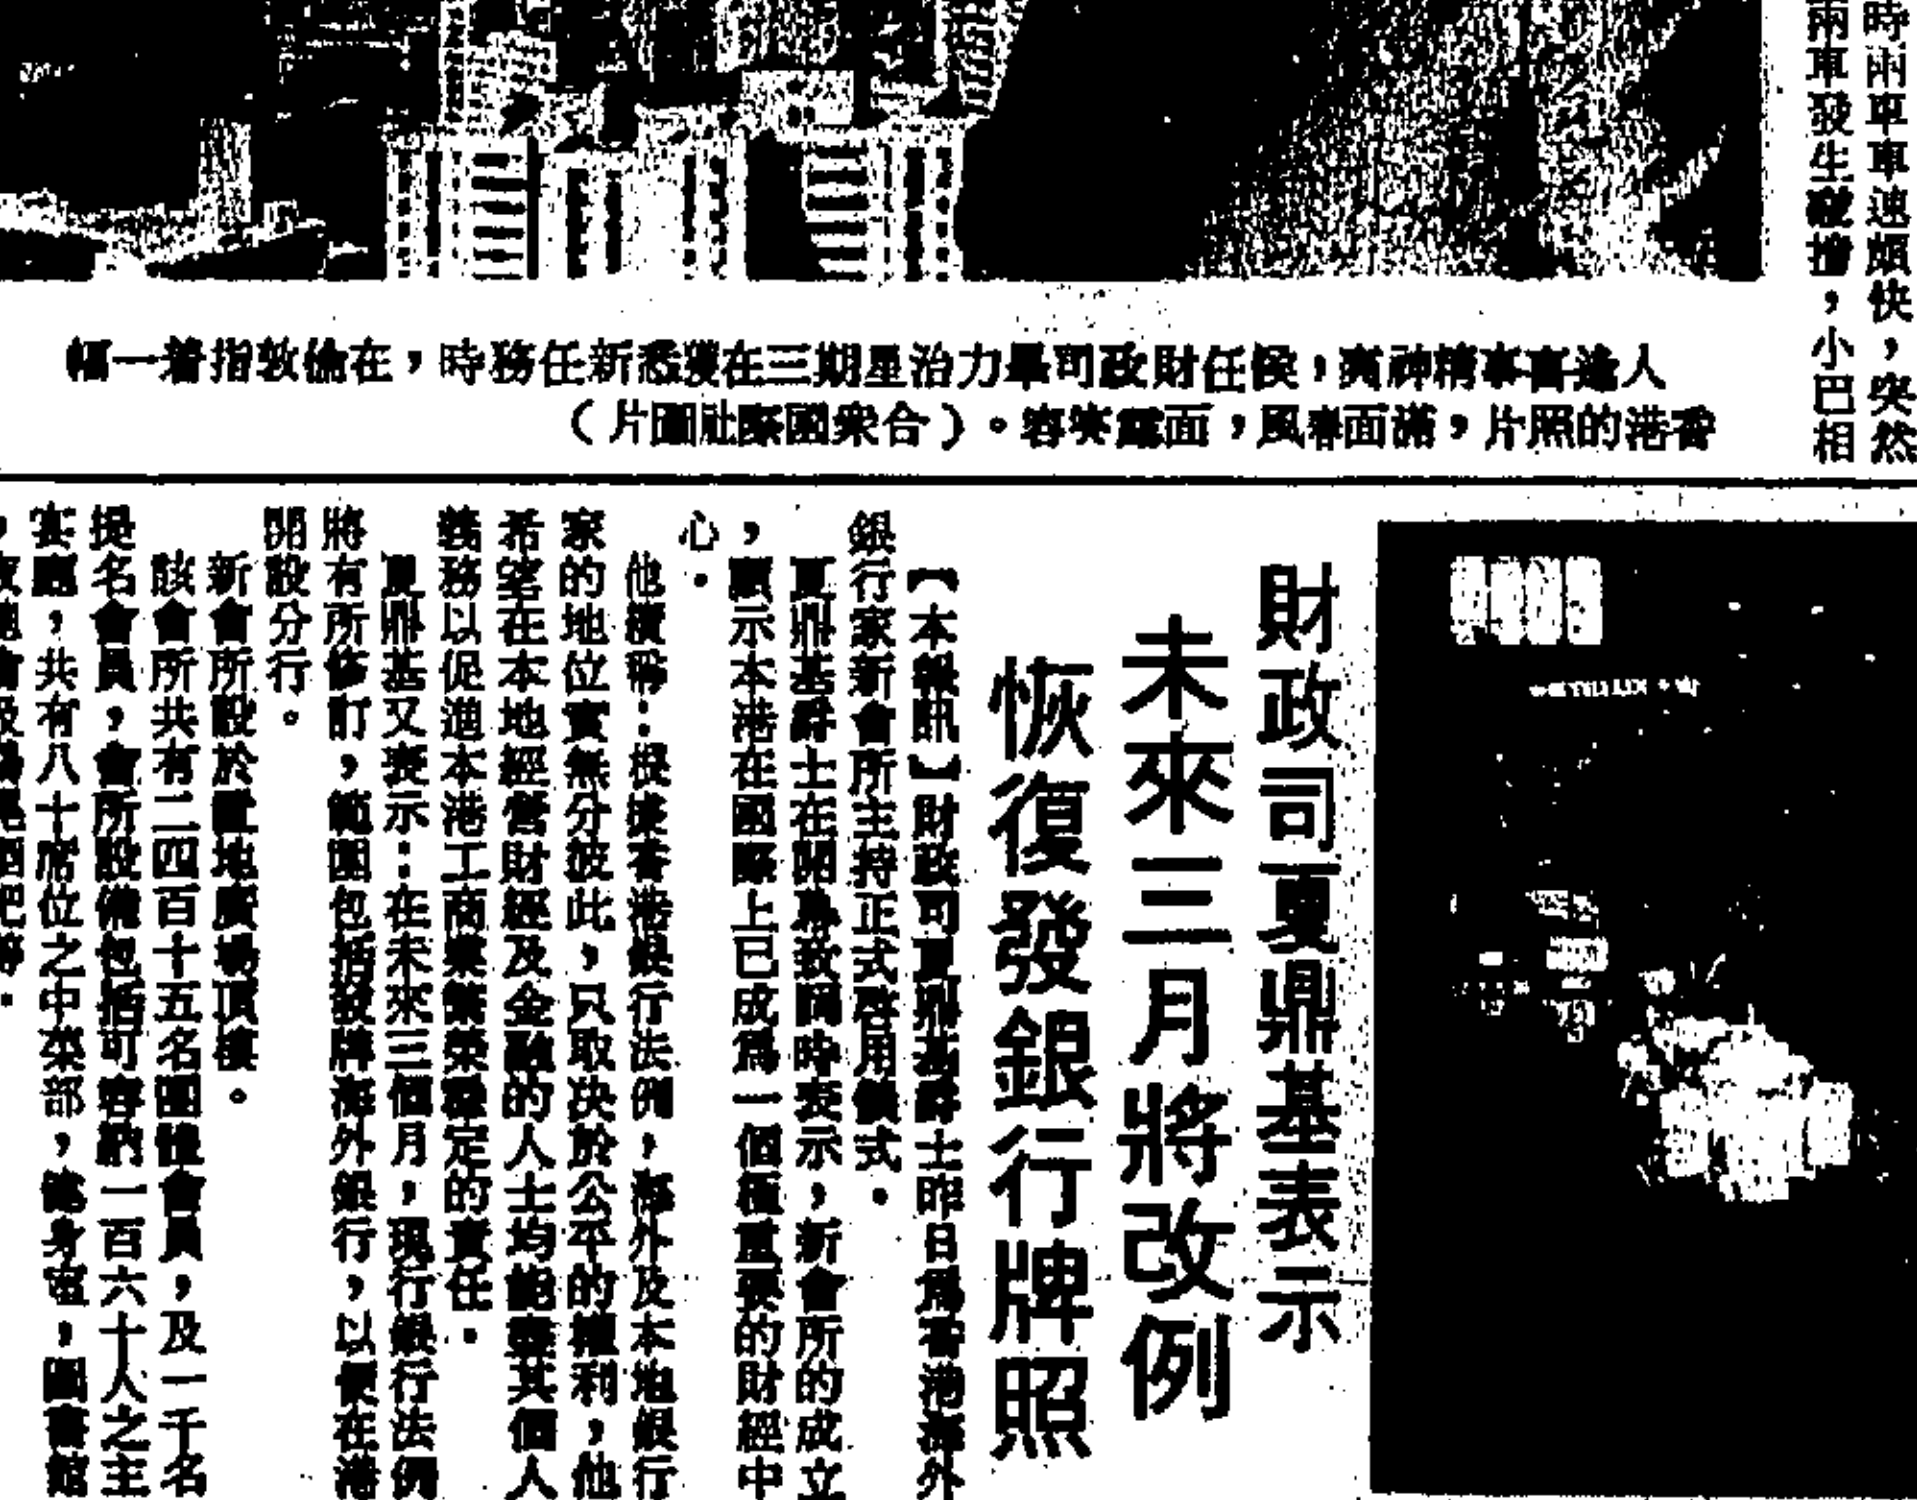 時兩車車速頗快，突然
兩車發生碰撞，小巴相
人逢喜事精神爽，候任財政司畢力治星期三在獲悉新任務時，在倫敦指着一幅
香港的照片，滿面春風，面露笑容。（合衆國際社圖片）
財政司夏鼎基表示
未來三月將改例
恢復發銀行牌照
【本報訊】財政司夏鼎基爵士昨日爲香港海外
銀行家新會所主持正式啓用儀式．
夏鼎基爵士在開幕致詞時表示，新會所的成立
，顯示本港在國際上已成爲一個極重要的財經中
心．
他續稱：根據香港銀行法例，海外及本地銀行
家的地位實無分彼此，只取決於公平的權利，他
希望在本地經營財經及金融的人士均能盡其個人
義務以促進本港工商業繁榮穩定的責任．
夏鼎基又表示：在未來三個月，現行銀行法例
將有所修訂，範圍包括發牌海外銀行，以便在港
開設分行。
新會所設於置地廣場頂樓。
該會所共有二四百十五名團體會員，及一千名
提名會員，會所設備包括可容納一百六十人之主
宴廳，共有八十席位之中菜部，健身室，圖書館